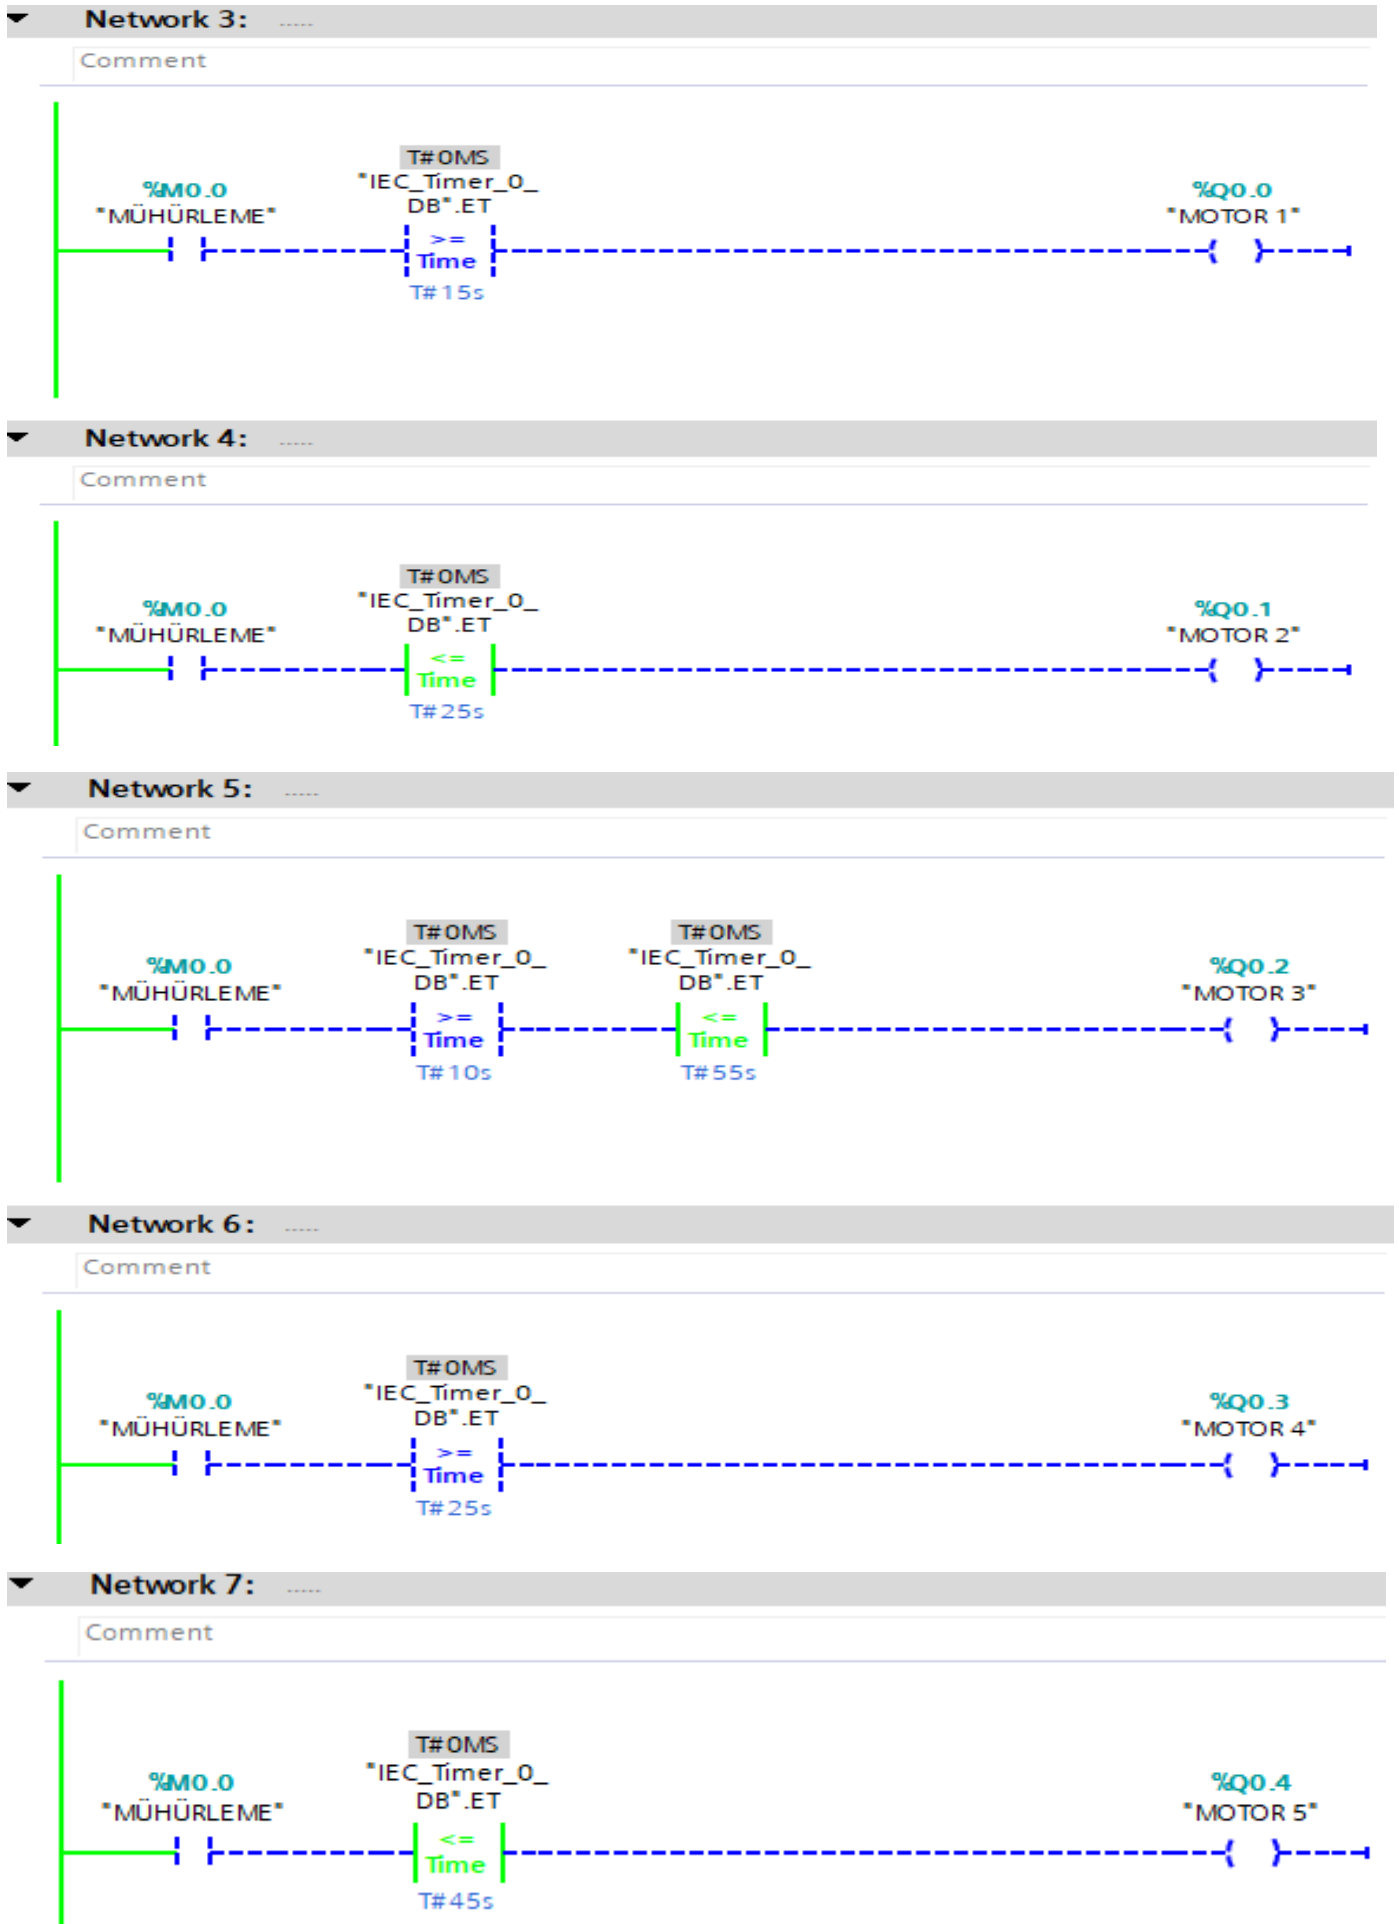 Network 3: .....
Comment
T#0MS
"IEC_Timer_0_
DB".ET
%M0.0
"MÜHÜRLEME"
>=
Time
T#15s
%Q0.0
"MOTOR 1"
Network 4: .....
Comment
T#0MS
"IEC_Timer_0_
DB".ET
%M0.0
"MÜHÜRLEME"
<=
Time
T#25s
%Q0.1
"MOTOR 2"
Network 5: .....
Comment
T#0MS
"IEC_Timer_0_
DB".ET
T#0MS
"IEC_Timer_0_
DB".ET
%M0.0
"MÜHÜRLEME"
>=
Time
T#10s
<=
Time
T#55s
%Q0.2
"MOTOR 3"
Network 6: .....
Comment
T#0MS
"IEC_Timer_0_
DB".ET
%M0.0
"MÜHÜRLEME"
>=
Time
T#25s
%Q0.3
"MOTOR 4"
Network 7: .....
Comment
T#0MS
"IEC_Timer_0_
DB".ET
%M0.0
"MÜHÜRLEME"
<=
Time
T#45s
%Q0.4
"MOTOR 5"